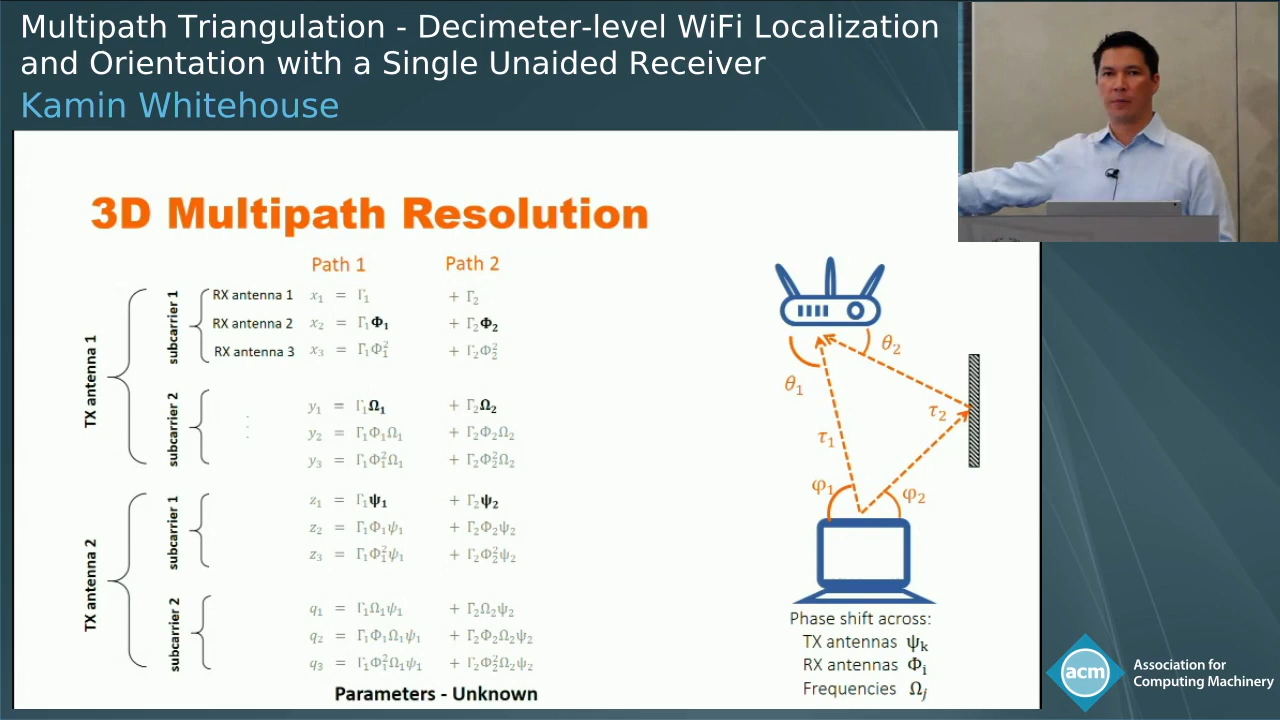 Multipath Triangulation - Decimeter-level WiFi Localization
and Orientation with a Single Unaided Receiver
Kamin Whitehouse
3D Multipath Resolution
Path 1 Path 2
TX antenna 1
subcarrier 1
RX antenna 1 x₁ = Γ₁ + Γ₂
RX antenna 2 x₂ = Γ₁Φ₁ + Γ₂Φ₂
RX antenna 3 x₃ = Γ₁Φ₁² + Γ₂Φ₂²
subcarrier 2
y₁ = Γ₁Ω₁ + Γ₂Ω₂
y₂ = Γ₁Φ₁Ω₁ + Γ₂Φ₂Ω₂
y₃ = Γ₁Φ₁²Ω₁ + Γ₂Φ₂²Ω₂
TX antenna 2
subcarrier 1
z₁ = Γ₁ψ₁ + Γ₂ψ₂
z₂ = Γ₁Φ₁ψ₁ + Γ₂Φ₂ψ₂
z₃ = Γ₁Φ₁²ψ₁ + Γ₂Φ₂²ψ₂
subcarrier 2
q₁ = Γ₁Ω₁ψ₁ + Γ₂Ω₂ψ₂
q₂ = Γ₁Φ₁Ω₁ψ₁ + Γ₂Φ₂Ω₂ψ₂
q₃ = Γ₁Φ₁²Ω₁ψ₁ + Γ₂Φ₂²Ω₂ψ₂
Parameters - Unknown
θ₂
θ₁
τ₂
τ₁
φ₁
φ₂
Phase shift across:
TX antennas ψₖ
RX antennas Φᵢ
Frequencies Ωⱼ
acm
Association for
Computing Machinery